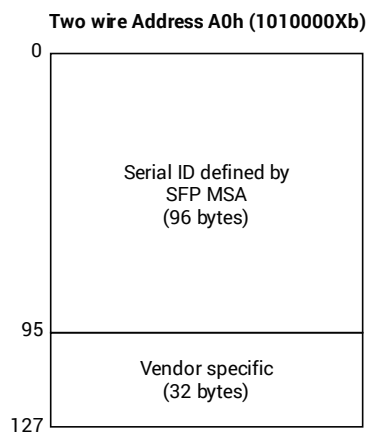 Two wire Address A0h (1010000Xb)
0
Serial ID defined by
SFP MSA
(96 bytes)
95
Vendor specific
(32 bytes)
127